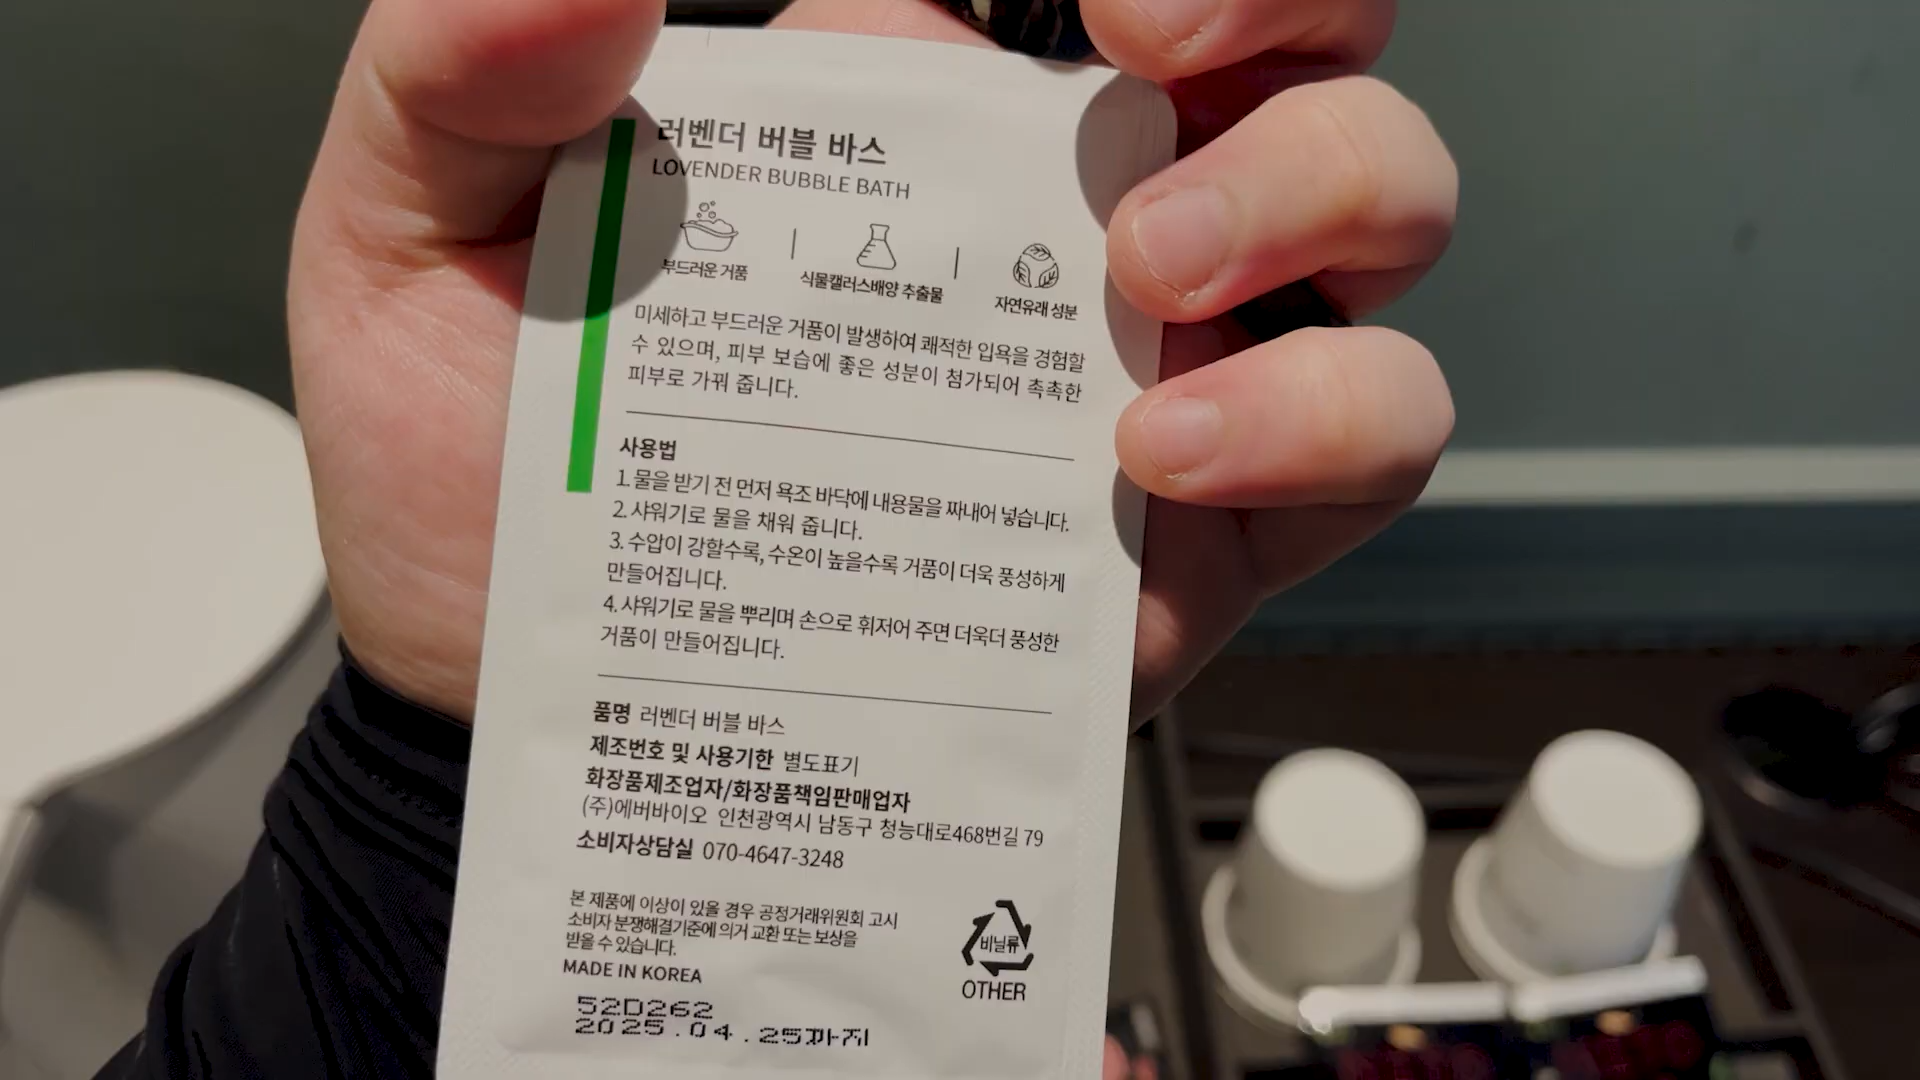 러벤더 버블 바스
LOVENDER BUBBLE BATH
부드러운 거품
식물캘러스배양 추출물
자연유래 성분
미세하고 부드러운 거품이 발생하여 쾌적한 입욕을 경험할
수 있으며, 피부 보습에 좋은 성분이 첨가되어 촉촉한
피부로 가꿔 줍니다.
사용법
1. 물을 받기 전 먼저 욕조 바닥에 내용물을 짜내어 넣습니다.
2. 샤워기로 물을 채워 줍니다.
3. 수압이 강할수록, 수온이 높을수록 거품이 더욱 풍성하게
만들어집니다.
4. 샤워기로 물을 뿌리며 손으로 휘저어 주면 더욱더 풍성한
거품이 만들어집니다.
품명 러벤더 버블 바스
제조번호 및 사용기한 별도표기
화장품제조업자/화장품책임판매업자
(주)에버바이오 인천광역시 남동구 청능대로468번길 79
소비자상담실 070-4647-3248
본 제품에 이상이 있을 경우 공정거래위원회 고시
소비자 분쟁해결기준에 의거 교환 또는 보상을
받을 수 있습니다.
MADE IN KOREA
비닐류
OTHER
52D262
2025.04.25까지